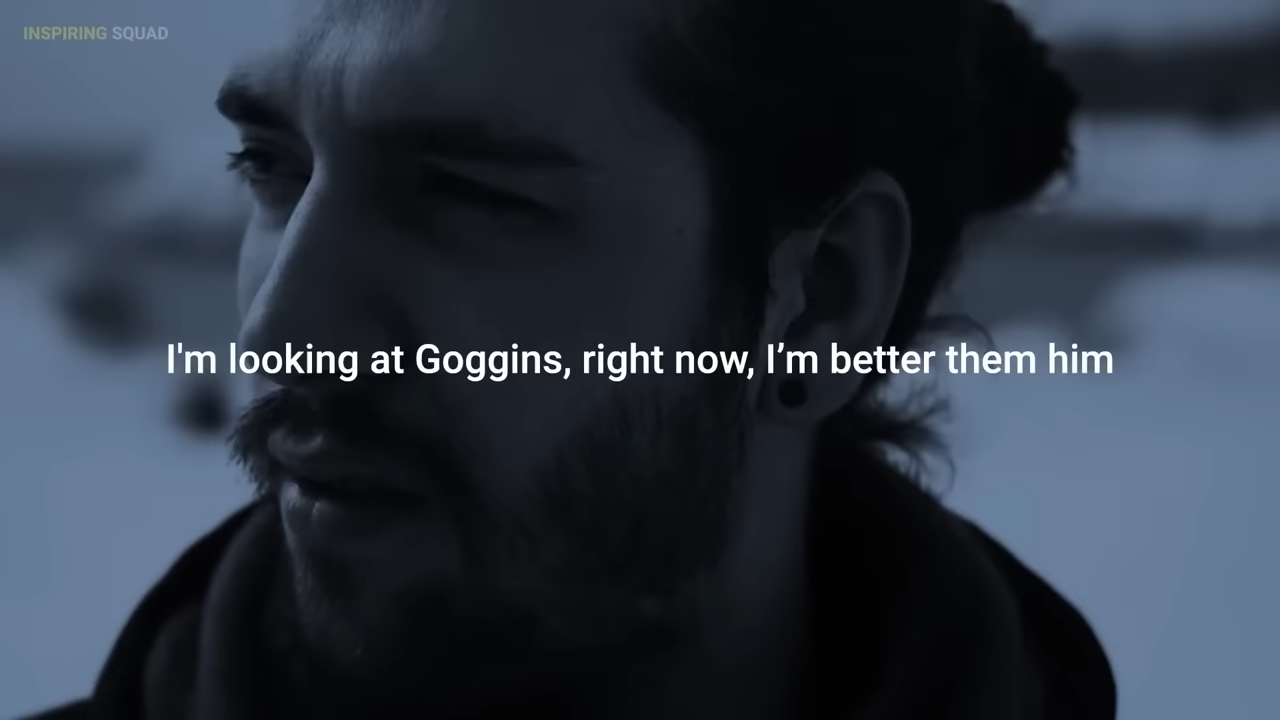 INSPIRING SQUAD
I'm looking at Goggins, right now, I’m better them him